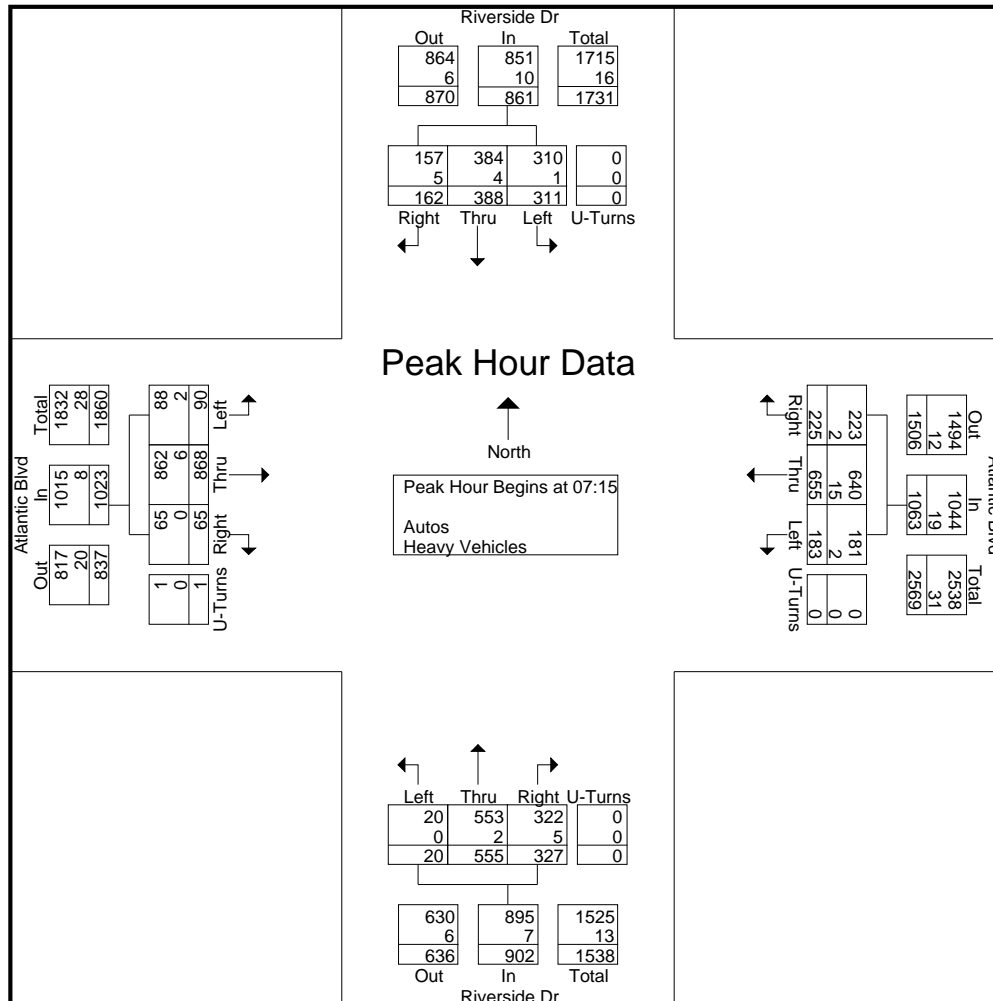 Riverside Dr
Out In Total
864 851 1715
6 10 16
870 861 1731
157 384 310 0
5 4 1 0
162 388 311 0
Right Thru Left U-Turns
Peak Hour Data
North
Peak Hour Begins at 07:15
Autos
Heavy Vehicles
Atlantic Blvd
Out In Total
817 1015 1832
20 8 28
837 1023 1860
88 862 65 1
2 6 0 0
90 868 65 1
Left Thru Right U-Turns
Atlantic Blvd
Out In Total
1494 1044 2538
12 19 31
1506 1063 2569
223 640 181 0
2 15 2 0
225 655 183 0
Right Thru Left U-Turns
Left Thru Right U-Turns
20 553 322 0
0 2 5 0
20 555 327 0
630 895 1525
6 7 13
636 902 1538
Out In Total
Riverside Dr